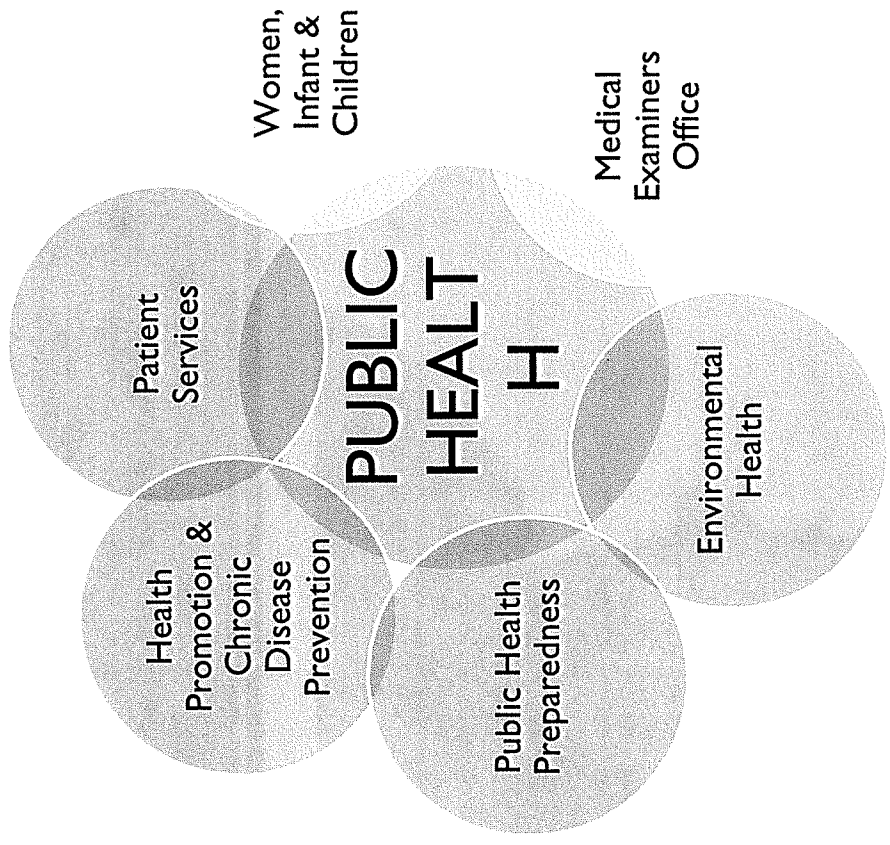 Health
Promotion &
Chronic
Disease
Prevention
Patient
Services
Women,
Infant &
Children
PUBLIC
HEALT
H
Public Health
Preparedness
Medical
Examiners
Office
Environmental
Health